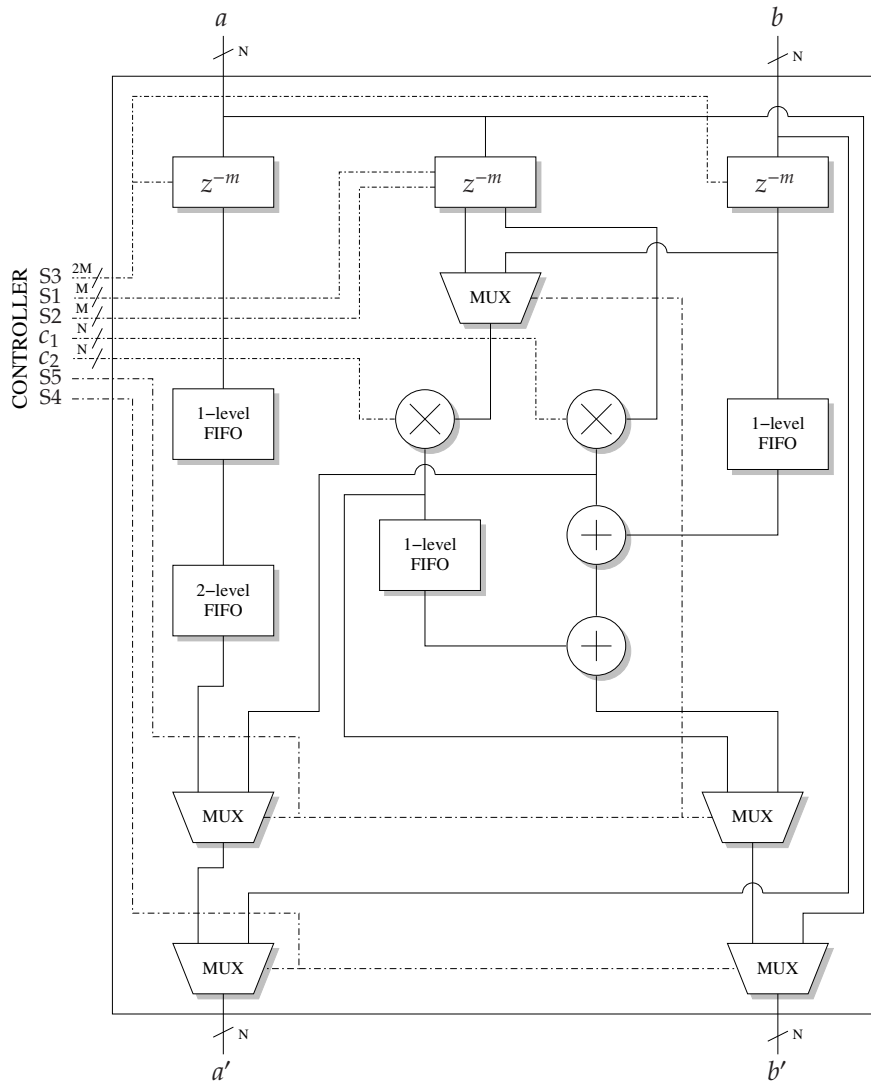 a b
N N
z⁻ᵐ z⁻ᵐ z⁻ᵐ
CONTROLLER
S3 2M
S1 M
S2 M
c₁ N
c₂ N
S5
S4
MUX
1−level
FIFO
1−level
FIFO
1−level
FIFO
2−level
FIFO
MUX MUX
MUX MUX
N N
a′ b′